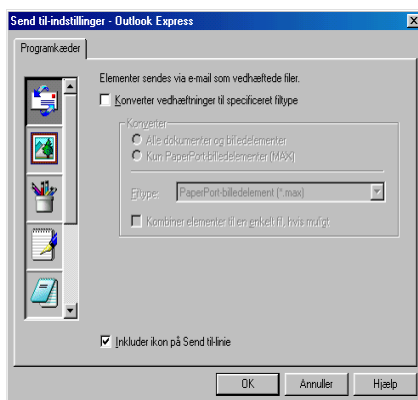 Send til-indstillinger - Outlook Express
Programkæder
Elementer sendes via e-mail som vedhæftede filer.
Konverter vedhæftninger til specificeret filtype
Konverter
Alle dokumenter og billedelementer
Kun PaperPort-billedelementer (MAX)
Filtype: PaperPort-billedelement (*.max)
Kombiner elementer til en enkelt fil, hvis muligt
Inkluder ikon på Send til-linie
OK Annuller Hjælp